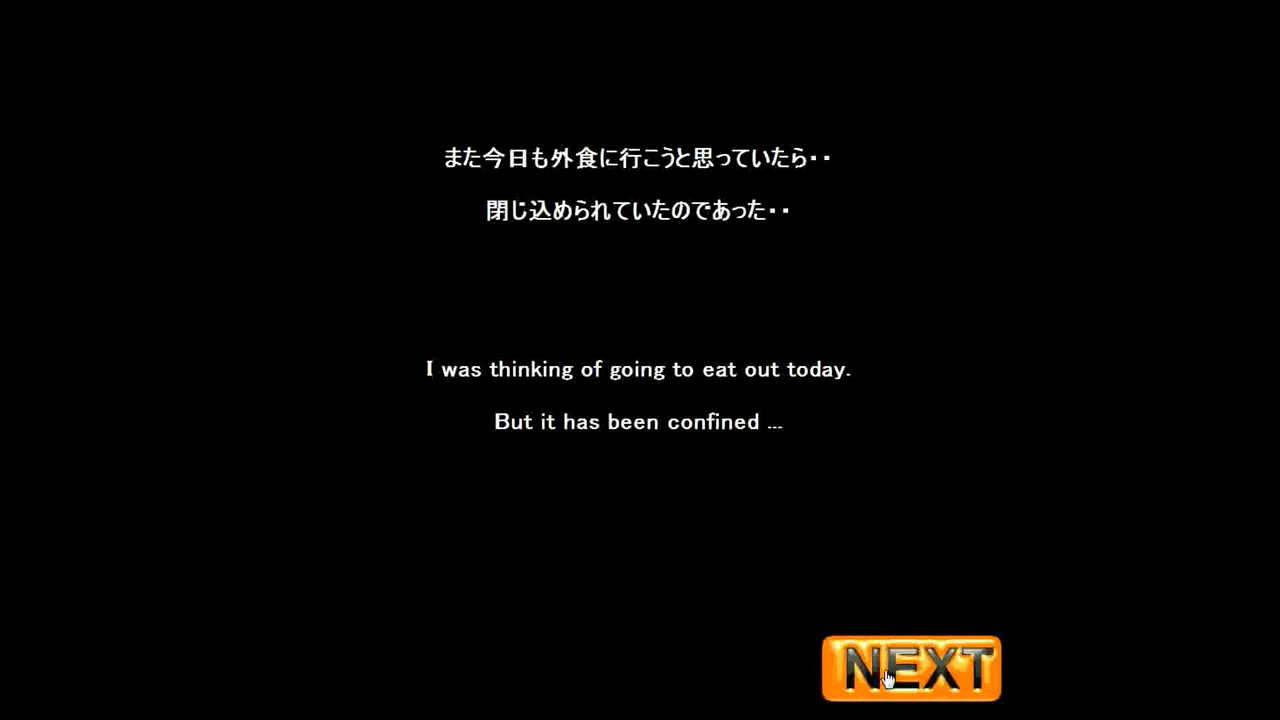 また今日も外食に行こうと思っていたら・・
閉じ込められていたのであった・・
I was thinking of going to eat out today.
But it has been confined ...
NEXT